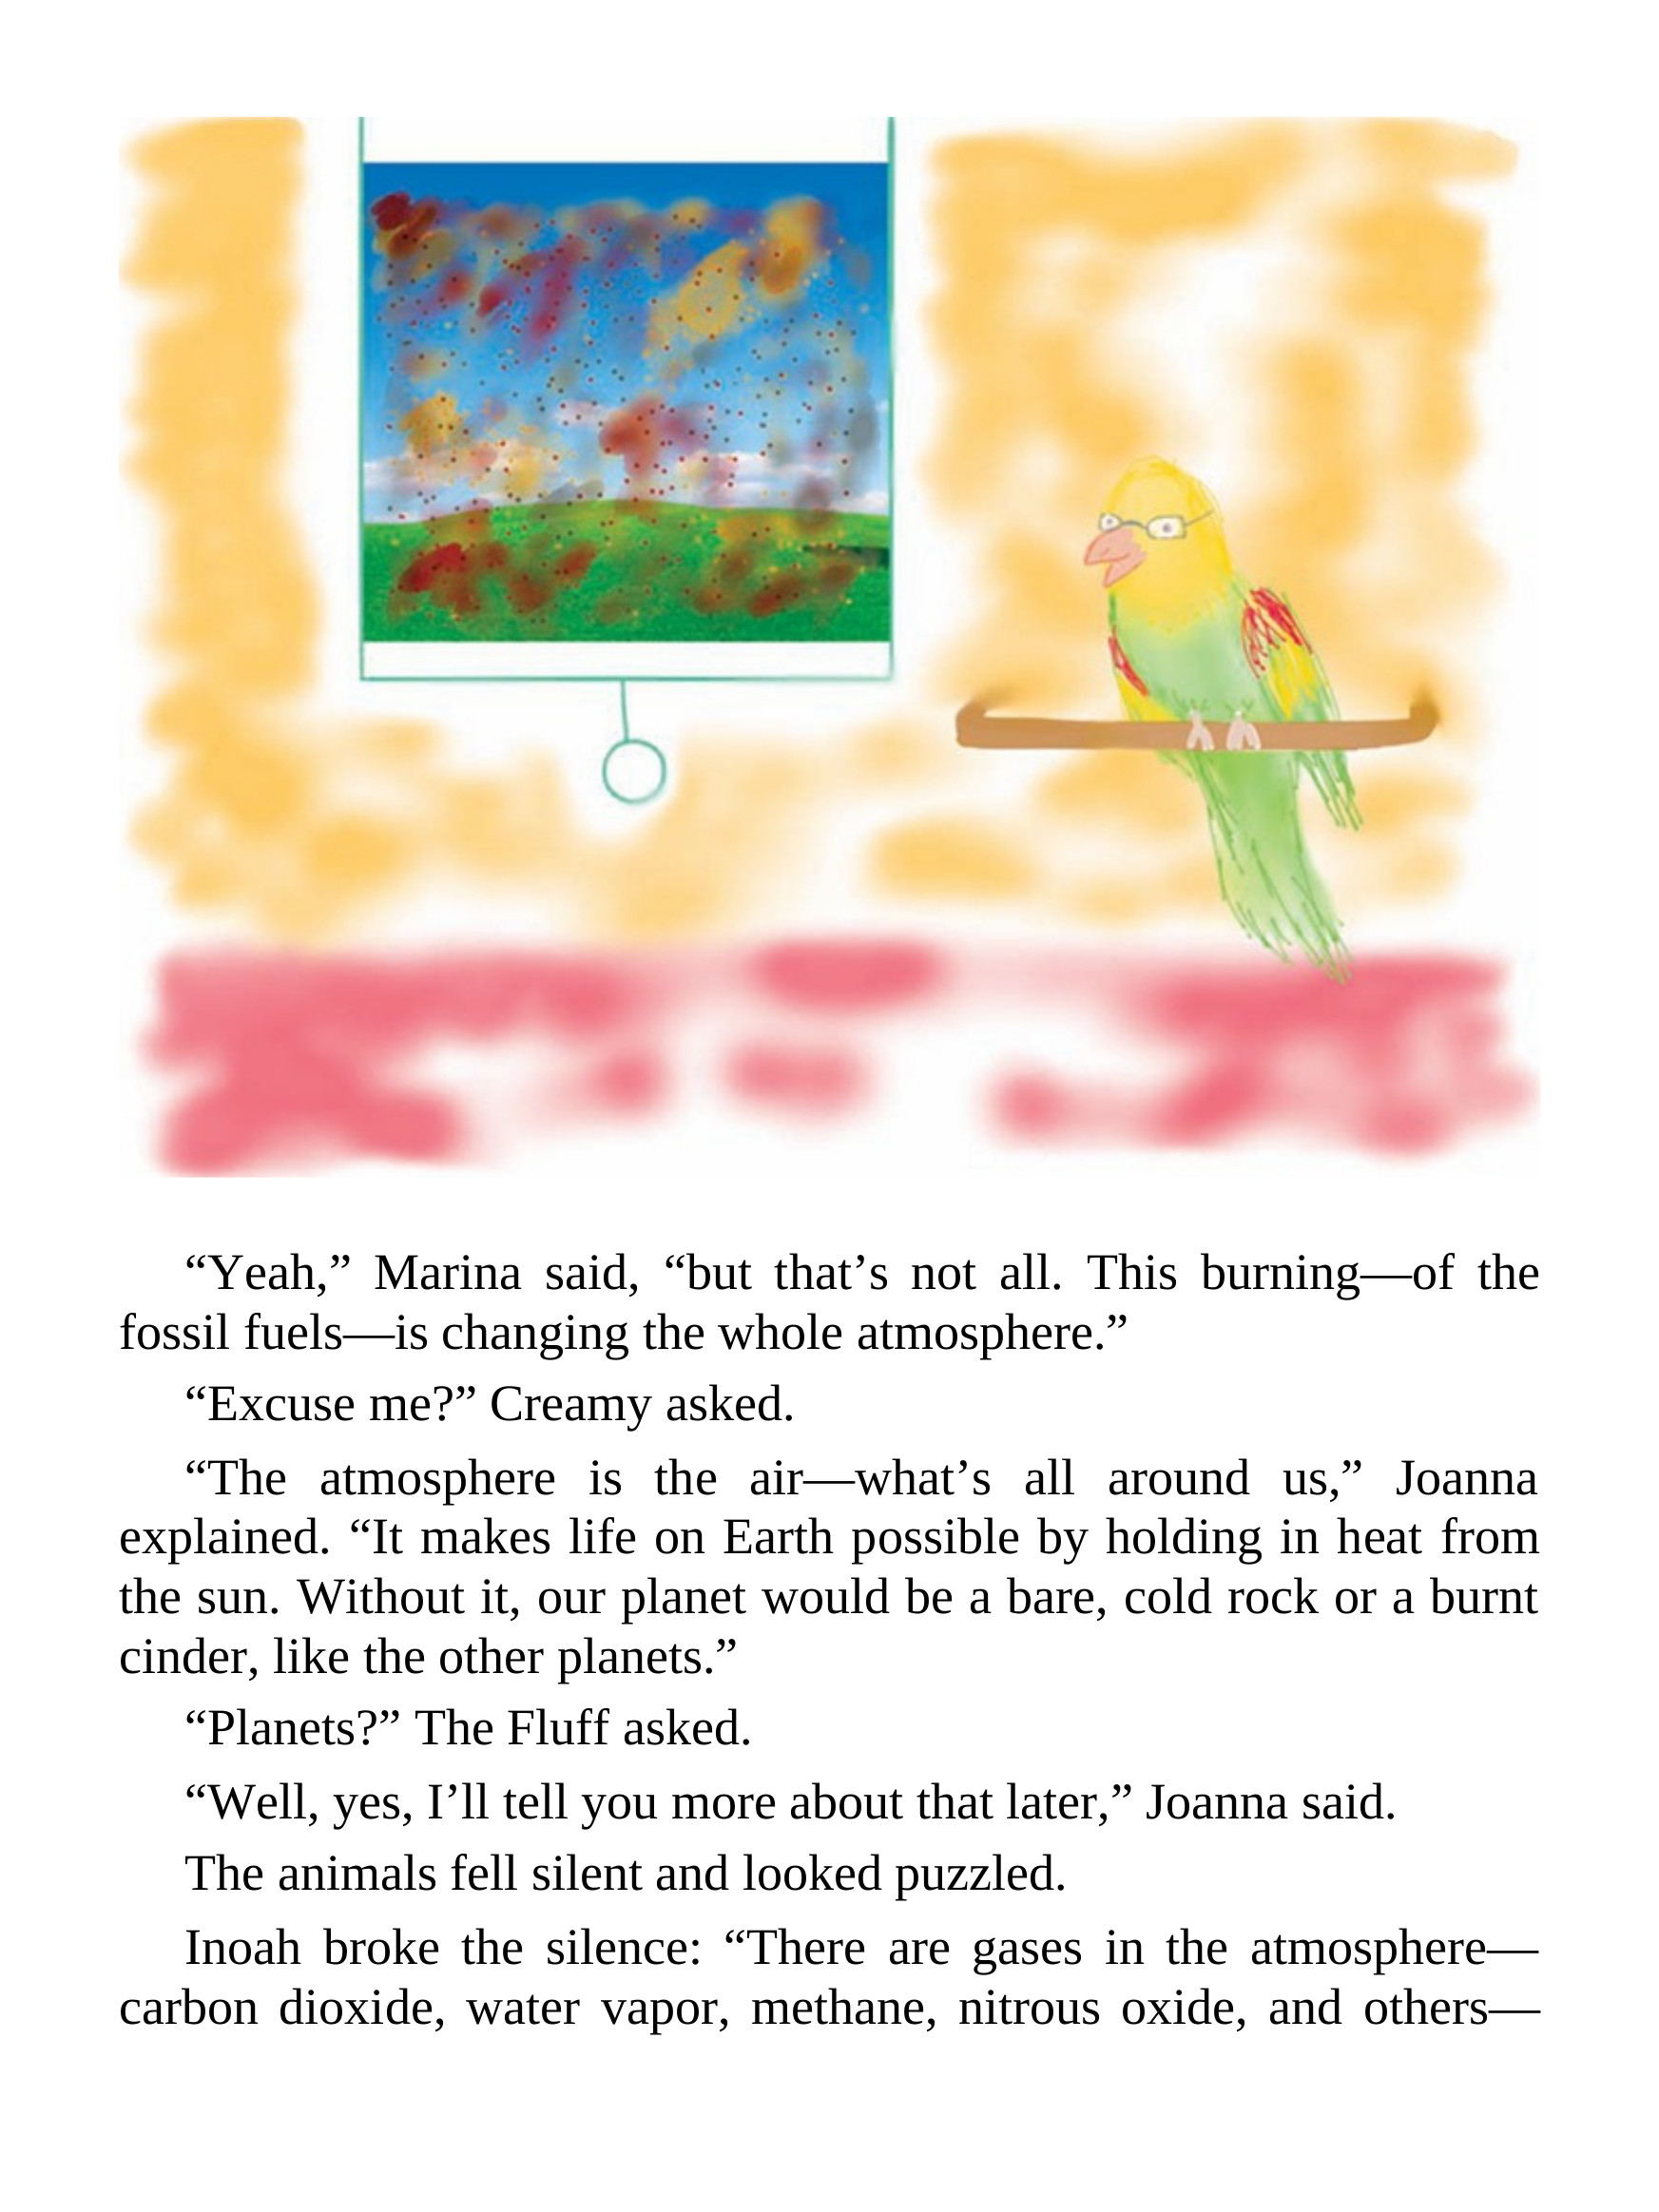 “Yeah,” Marina said, “but that’s not all. This burning—of the
fossil fuels—is changing the whole atmosphere.”
“Excuse me?” Creamy asked.
“The atmosphere is the air—what’s all around us,” Joanna
explained. “It makes life on Earth possible by holding in heat from
the sun. Without it, our planet would be a bare, cold rock or a burnt
cinder, like the other planets.”
“Planets?” The Fluff asked.
“Well, yes, I’ll tell you more about that later,” Joanna said.
The animals fell silent and looked puzzled.
Inoah broke the silence: “There are gases in the atmosphere—
carbon dioxide, water vapor, methane, nitrous oxide, and others—